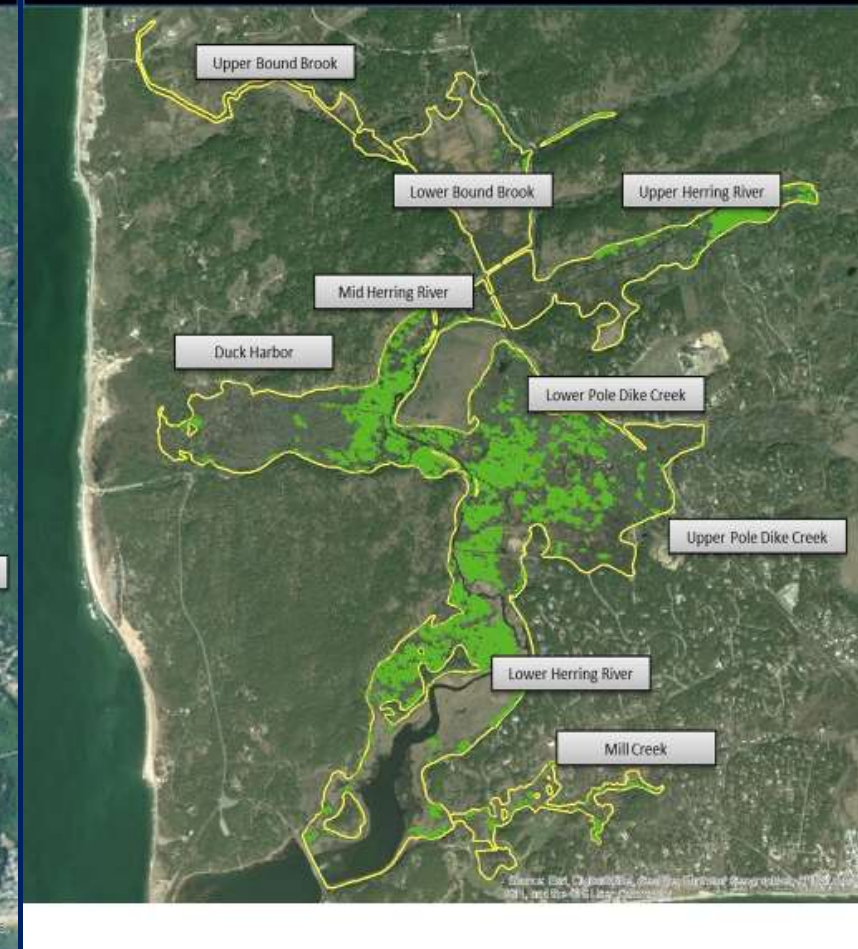 Upper Bound Brook
Lower Bound Brook
Upper Herring River
Mid Herring River
Duck Harbor
Lower Pole Dike Creek
Upper Pole Dike Creek
Lower Herring River
Mill Creek